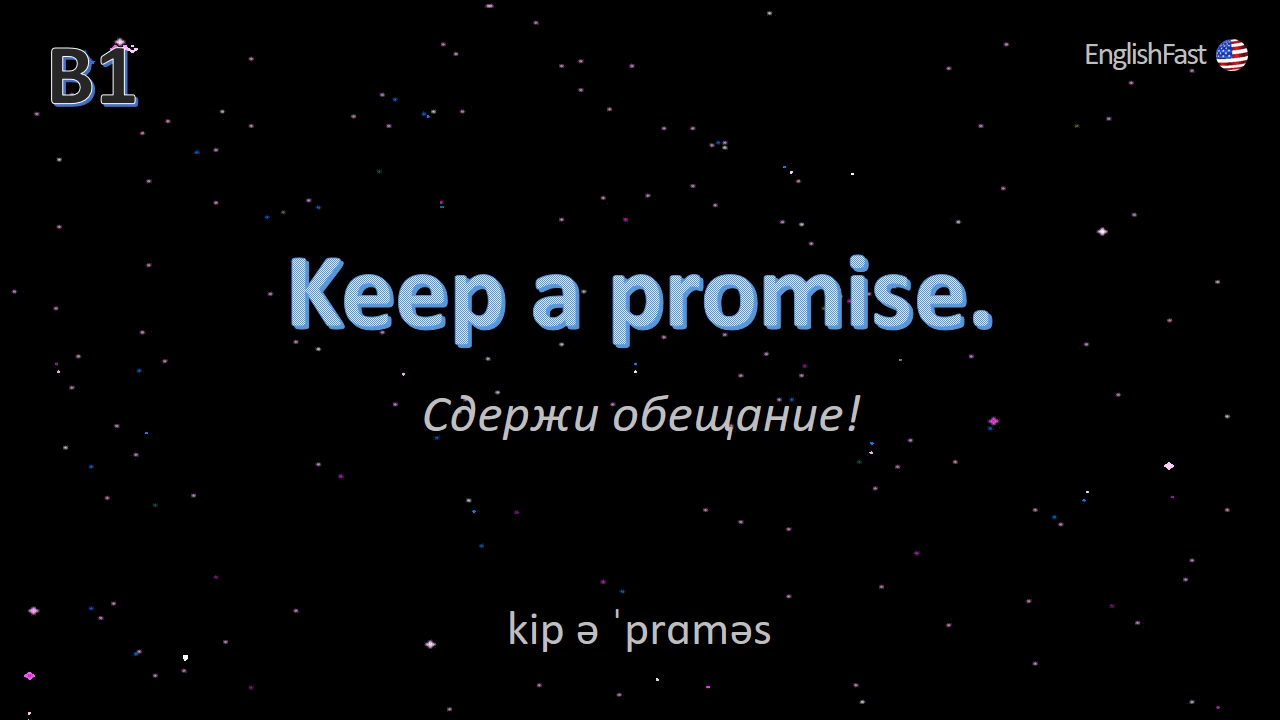 B1
EnglishFast
Keep a promise.
Сдержи обещание!
kip ə ˈprɑməs